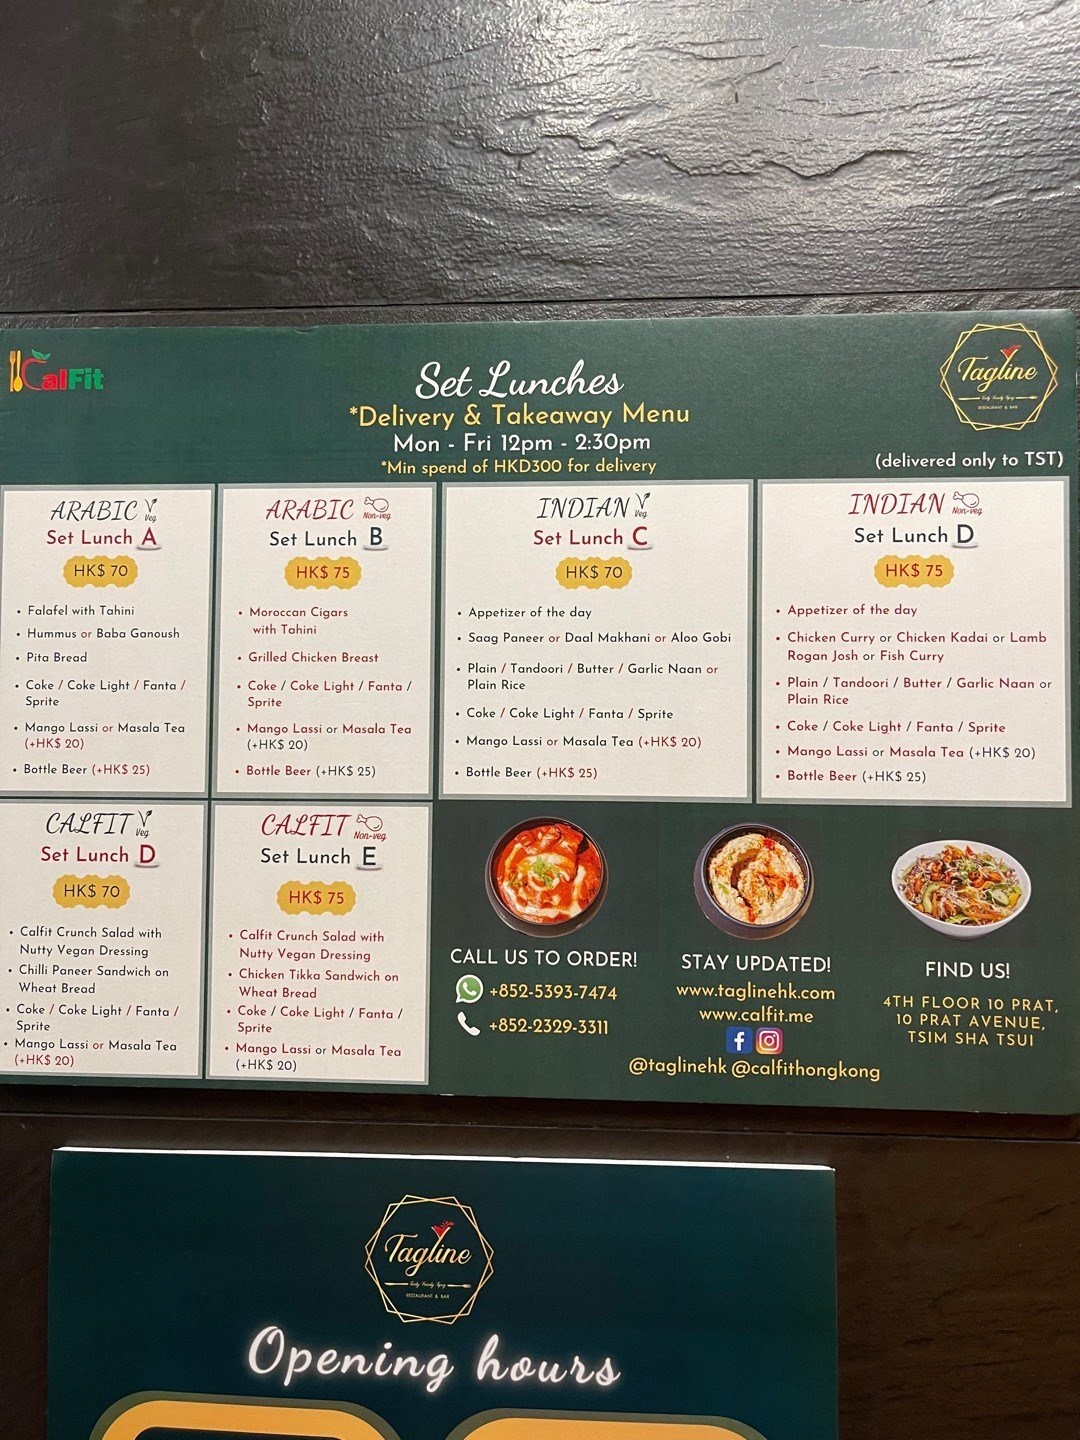 CalFit
Set Lunches
*Delivery & Takeaway Menu
Mon - Fri 12pm - 2:30pm
*Min spend of HKD300 for delivery
Tagline
RESTAURANT & BAR
(delivered only to TST)
ARABIC Veg
Set Lunch A
HK$ 70
• Falafel with Tahini
• Hummus or Baba Ganoush
• Pita Bread
• Coke / Coke Light / Fanta /
Sprite
• Mango Lassi or Masala Tea
(+HK$ 20)
• Bottle Beer (+HK$ 25)
ARABIC Non-veg
Set Lunch B
HK$ 75
• Moroccan Cigars
with Tahini
• Grilled Chicken Breast
• Coke / Coke Light / Fanta /
Sprite
• Mango Lassi or Masala Tea
(+HK$ 20)
• Bottle Beer (+HK$ 25)
INDIAN Veg
Set Lunch C
HK$ 70
• Appetizer of the day
• Saag Paneer or Daal Makhani or Aloo Gobi
• Plain / Tandoori / Butter / Garlic Naan or
Plain Rice
• Coke / Coke Light / Fanta / Sprite
• Mango Lassi or Masala Tea (+HK$ 20)
• Bottle Beer (+HK$ 25)
INDIAN Non-veg
Set Lunch D
HK$ 75
• Appetizer of the day
• Chicken Curry or Chicken Kadai or Lamb
Rogan Josh or Fish Curry
• Plain / Tandoori / Butter / Garlic Naan or
Plain Rice
• Coke / Coke Light / Fanta / Sprite
• Mango Lassi or Masala Tea (+HK$ 20)
• Bottle Beer (+HK$ 25)
CALFIT Veg
Set Lunch D
HK$ 70
• Calfit Crunch Salad with
Nutty Vegan Dressing
• Chilli Paneer Sandwich on
Wheat Bread
• Coke / Coke Light / Fanta /
Sprite
• Mango Lassi or Masala Tea
(+HK$ 20)
CALFIT Non-veg
Set Lunch E
HK$ 75
• Calfit Crunch Salad with
Nutty Vegan Dressing
• Chicken Tikka Sandwich on
Wheat Bread
• Coke / Coke Light / Fanta /
Sprite
• Mango Lassi or Masala Tea
(+HK$ 20)
CALL US TO ORDER!
+852-5393-7474
+852-2329-3311
STAY UPDATED!
www.taglinehk.com
www.calfit.me
@taglinehk @calfithongkong
FIND US!
4TH FLOOR 10 PRAT,
10 PRAT AVENUE,
TSIM SHA TSUI
Tagline
RESTAURANT & BAR
Opening hours